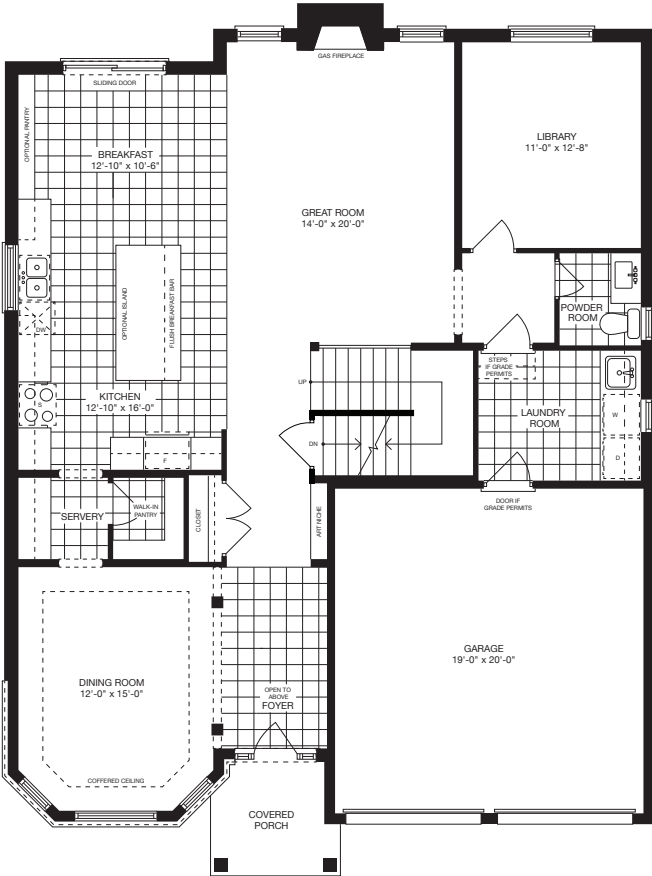 GAS FIREPLACE
SLIDING DOOR
OPTIONAL PANTRY
BREAKFAST
12'-10" x 10'-6"
LIBRARY
11'-0" x 12'-8"
GREAT ROOM
14'-0" x 20'-0"
OPTIONAL ISLAND
FLUSH BREAKFAST BAR
DW
POWDER
ROOM
STEPS
IF GRADE
PERMITS
UP
KITCHEN
12'-10" x 16'-0"
S
LAUNDRY
ROOM
W
DN
F
D
DOOR IF
GRADE PERMITS
SERVERY
WALK-IN
PANTRY
CLOSET
ART NICHE
GARAGE
19'-0" x 20'-0"
DINING ROOM
12'-0" x 15'-0"
OPEN TO
ABOVE
FOYER
COFFERED CEILING
COVERED
PORCH